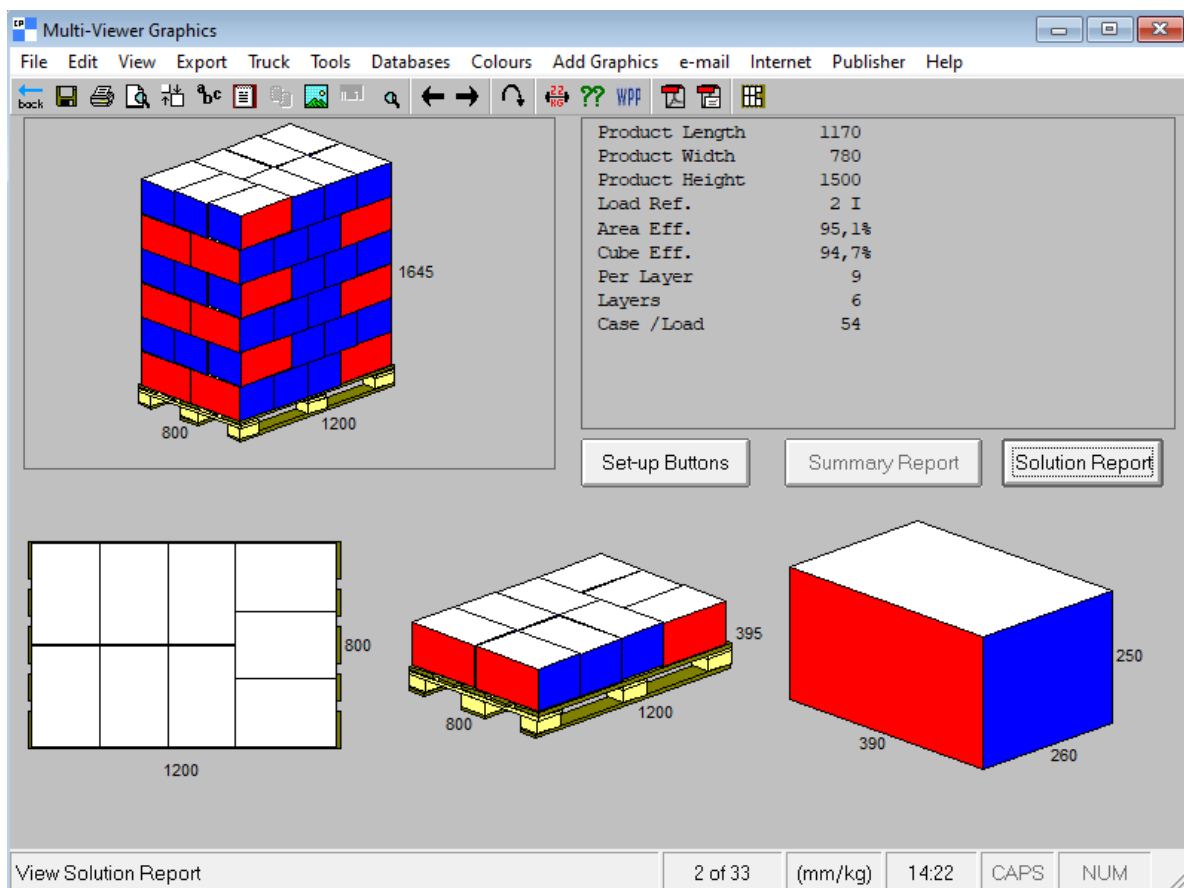 Multi-Viewer Graphics
File Edit View Export Truck Tools Databases Colours Add Graphics e-mail Internet Publisher Help
back abc 22 KG ?? WPP
1645
800
1200
Product Length 1170
Product Width 780
Product Height 1500
Load Ref. 2 I
Area Eff. 95,1%
Cube Eff. 94,7%
Per Layer 9
Layers 6
Case /Load 54
Set-up Buttons Summary Report Solution Report
800
1200
395
800
1200
250
390
260
View Solution Report 2 of 33 (mm/kg) 14:22 CAPS NUM